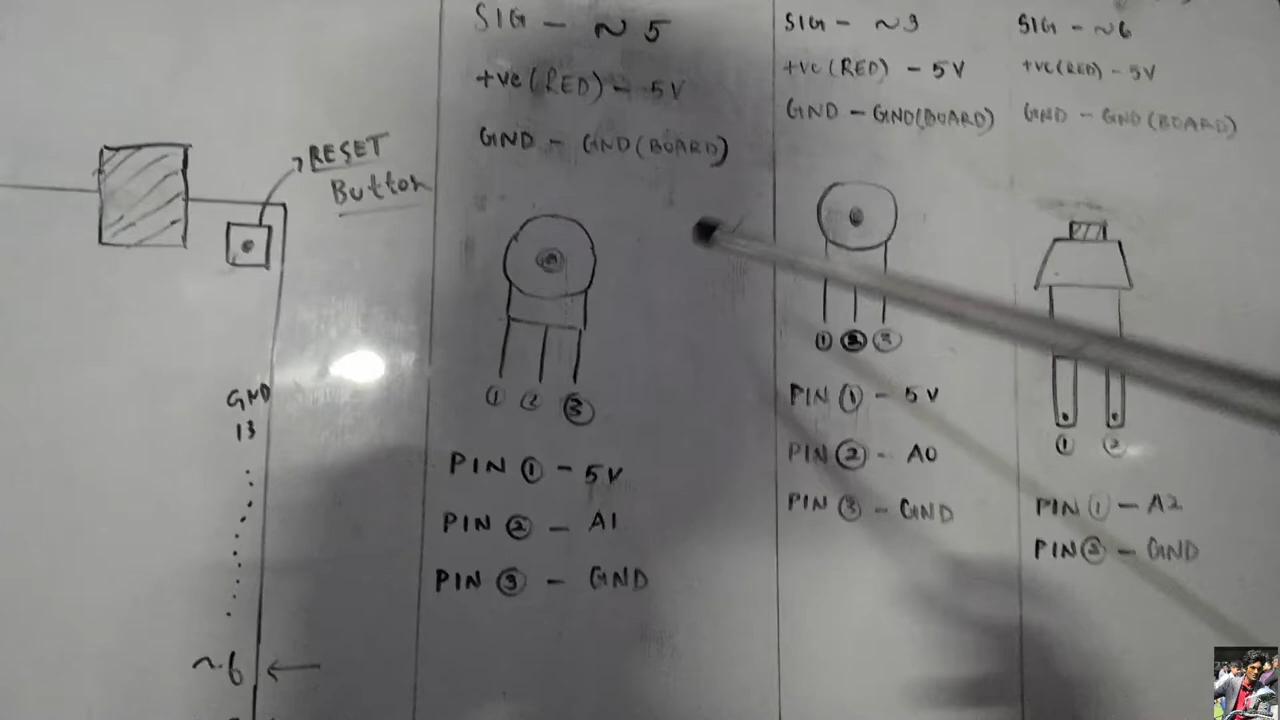 RESET
Button
GND
13
~6
SIG - ~5
+ve(RED) - 5V
GND - GND(BOARD)
① ② ③
PIN ① - 5V
PIN ② - A1
PIN ③ - GND
SIG - ~3
+ve(RED) - 5V
GND - GND(BOARD)
① ② ③
PIN ① - 5V
PIN ② - A0
PIN ③ - GND
SIG - ~6
+ve(RED) - 5V
GND - GND(BOARD)
① ②
PIN ① - A2
PIN ② - GND